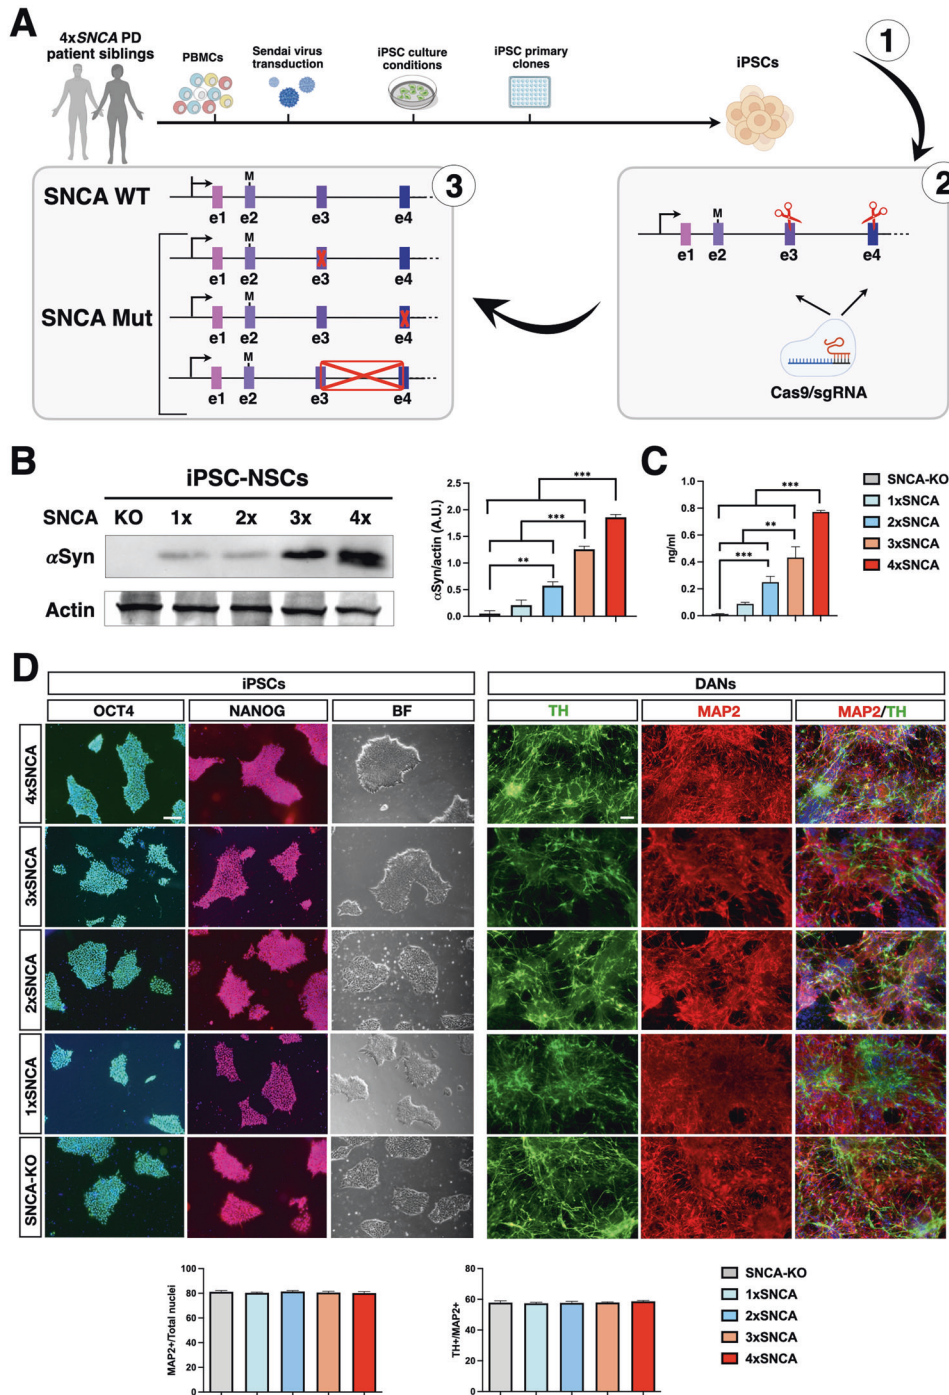 A
4xSNCA PD
patient siblings
PBMCs
Sendai virus
transduction
iPSC culture
conditions
iPSC primary
clones
iPSCs
1
2
M
e1 e2 e3 e4
Cas9/sgRNA
3
SNCA WT
M
e1 e2 e3 e4
SNCA Mut
M
e1 e2 e3 e4
M
e1 e2 e3 e4
M
e1 e2 e3 e4
B
iPSC-NSCs
SNCA KO 1x 2x 3x 4x
αSyn
Actin
αSyn/actin (A.U.)
2.5
2.0
1.5
1.0
0.5
0.0
***
***
**
C
ng/ml
1.0
0.8
0.6
0.4
0.2
0.0
***
**
***
SNCA-KO
1xSNCA
2xSNCA
3xSNCA
4xSNCA
D
iPSCs
DANs
OCT4 NANOG BF TH MAP2 MAP2/TH
4xSNCA
3xSNCA
2xSNCA
1xSNCA
SNCA-KO
MAP2+/Total nuclei
100
80
60
40
20
0
TH+/MAP2+
80
60
40
20
0
SNCA-KO
1xSNCA
2xSNCA
3xSNCA
4xSNCA